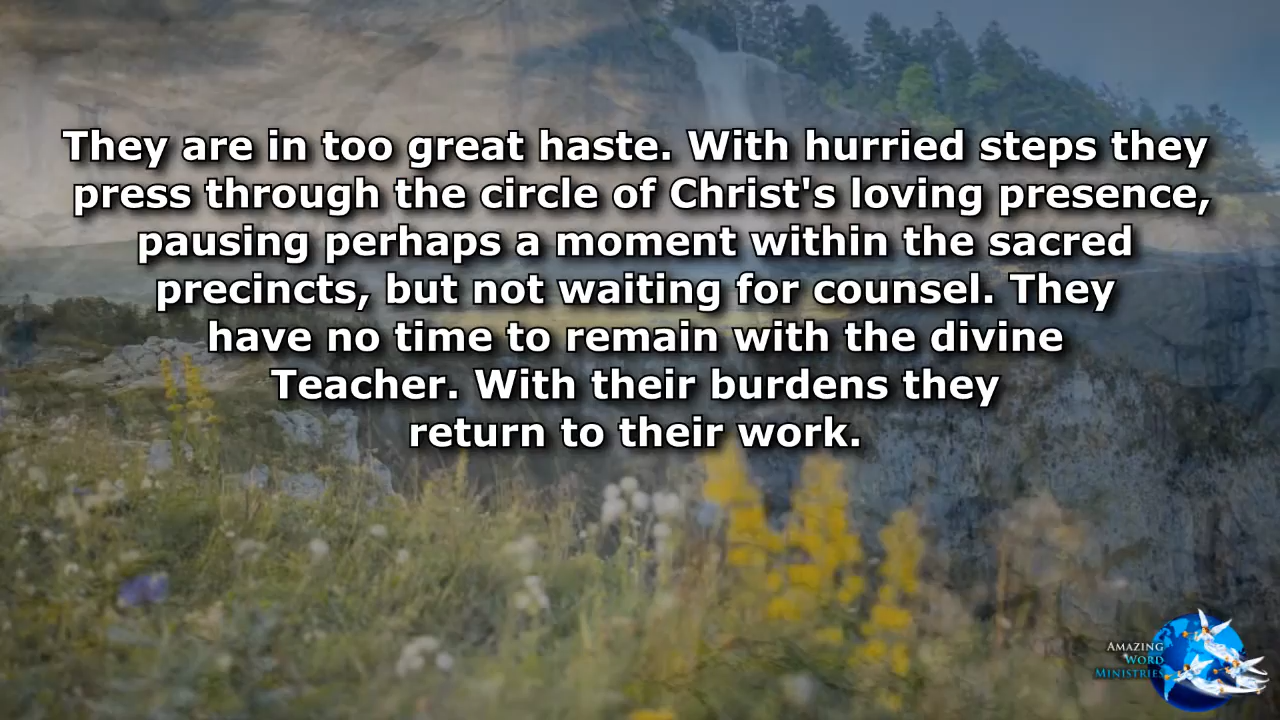 They are in too great haste. With hurried steps they
press through the circle of Christ's loving presence,
pausing perhaps a moment within the sacred
precincts, but not waiting for counsel. They
have no time to remain with the divine
Teacher. With their burdens they
return to their work.
AMAZING
WORD
MINISTRIES